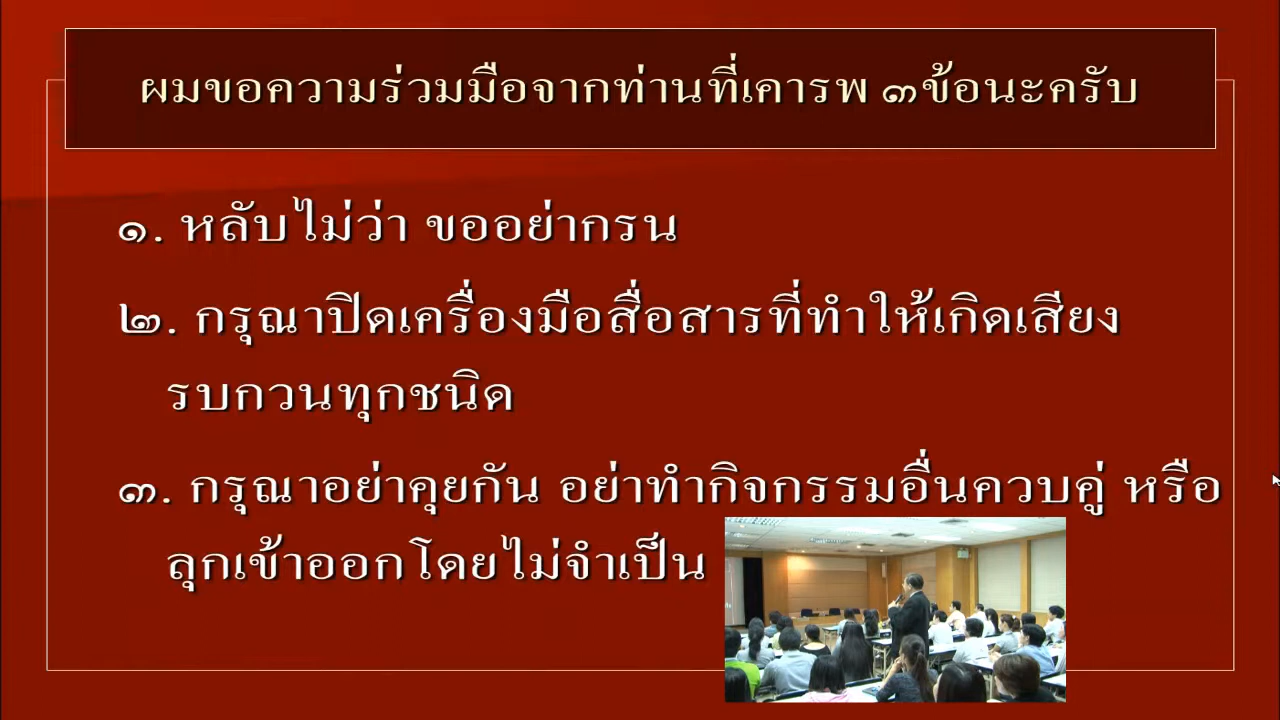 ผมขอความร่วมมือจากท่านที่เคารพ ๓ข้อนะครับ
๑. หลับไม่ว่า ขออย่ากรน
๒. กรุณาปิดเครื่องมือสื่อสารที่ทำให้เกิดเสียง
รบกวนทุกชนิด
๓. กรุณาอย่าคุยกัน อย่าทำกิจกรรมอื่นควบคู่ หรือ
ลุกเข้าออกโดยไม่จำเป็น